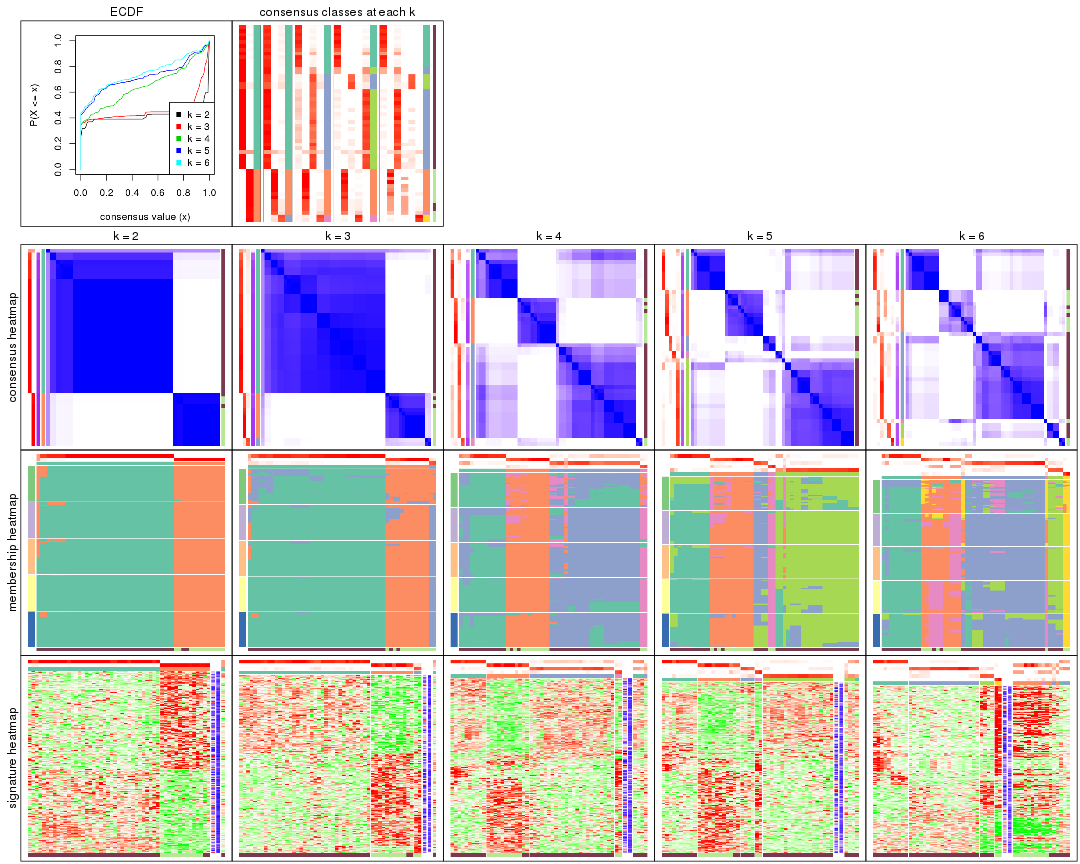 ECDF
consensus classes at each k
P(X <= x)
0.0 0.2 0.4 0.6 0.8 1.0
k = 2
k = 3
k = 4
k = 5
k = 6
0.0 0.2 0.4 0.6 0.8 1.0
consensus value (x)
k = 2 k = 3 k = 4 k = 5 k = 6
consensus heatmap
membership heatmap
signature heatmap